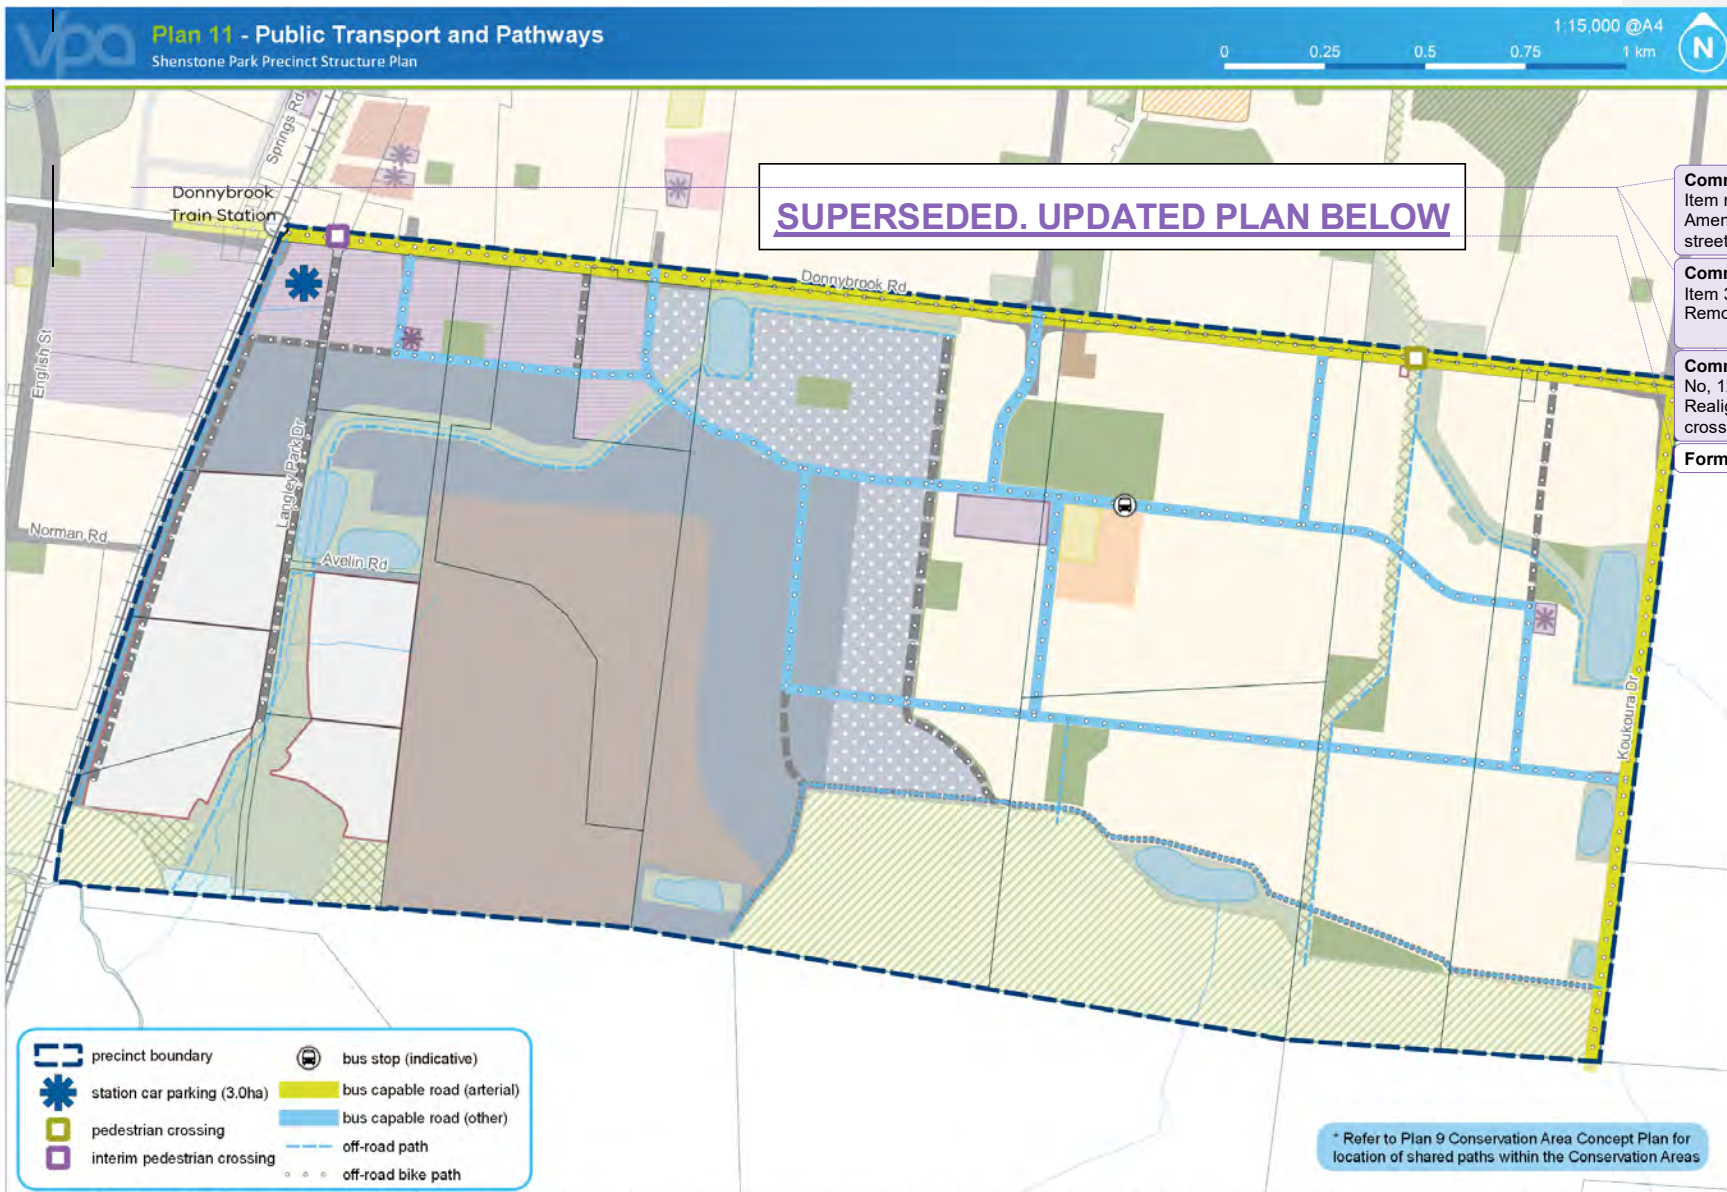 vpa
Plan 11 - Public Transport and Pathways
Shenstone Park Precinct Structure Plan
1:15,000 @A4
0 0.25 0.5 0.75 1 km
N
Springs Rd
Donnybrook
Train Station
SUPERSEDED. UPDATED PLAN BELOW
Donnybrook Rd
English St
Langley Park Dr
Norman Rd
Avelin Rd
Koukoura Dr
Item
Amen
street
Item 3
Remo
No, 1
Realig
cross
Form
precinct boundary
station car parking (3.0ha)
pedestrian crossing
interim pedestrian crossing
bus stop (indicative)
bus capable road (arterial)
bus capable road (other)
off-road path
off-road bike path
* Refer to Plan 9 Conservation Area Concept Plan for
location of shared paths within the Conservation Areas